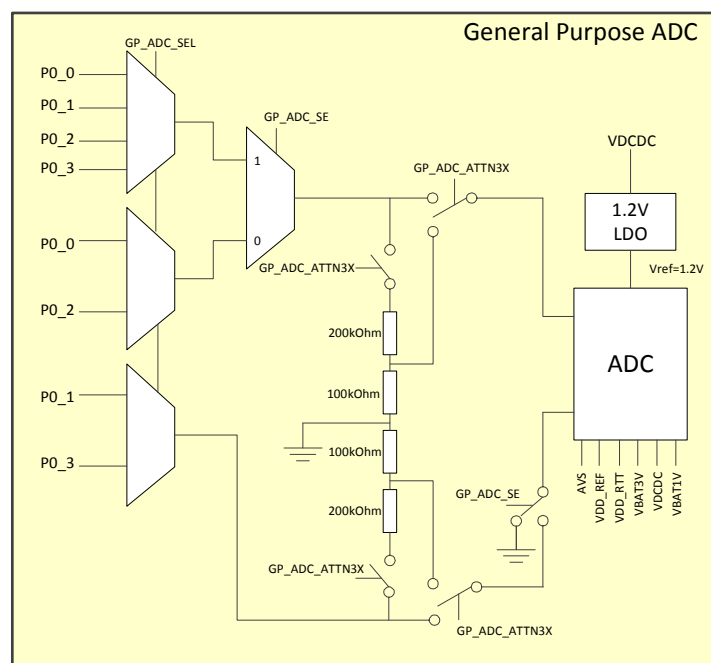 General Purpose ADC
GP_ADC_SEL
P0_0
P0_1
P0_2
P0_3
GP_ADC_SE
1
0
P0_0
P0_2
P0_1
P0_3
GP_ADC_ATTN3X
GP_ADC_ATTN3X
200kOhm
100kOhm
100kOhm
200kOhm
GP_ADC_ATTN3X
GP_ADC_ATTN3X
GP_ADC_SE
VDCDC
1.2V
LDO
Vref=1.2V
ADC
AVS
VDD_REF
VDD_RTT
VBAT3V
VDCDC
VBAT1V